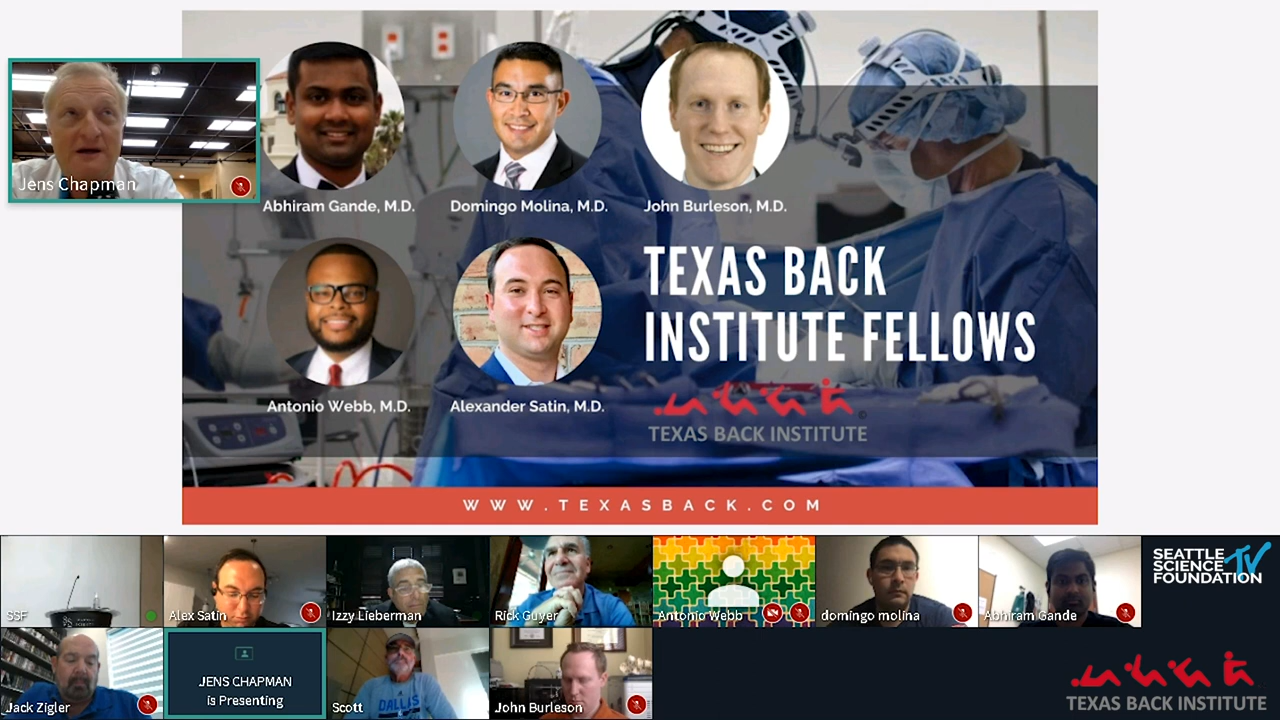 Jens Chapman
Abhiram Gande, M.D.
Domingo Molina, M.D.
John Burleson, M.D.
Antonio Webb, M.D.
Alexander Satin, M.D.
TEXAS BACK
INSTITUTE FELLOWS
TEXAS BACK INSTITUTE
WWW.TEXASBACK.COM
SSF
Alex Satin
Izzy Lieberman
Rick Guyer
Antonio Webb
domingo molina
Abhiram Gande
SEATTLE
SCIENCE
FOUNDATION
TV
Jack Zigler
JENS CHAPMAN
is Presenting
Scott
DALLAS
John Burleson
TEXAS BACK INSTITUTE